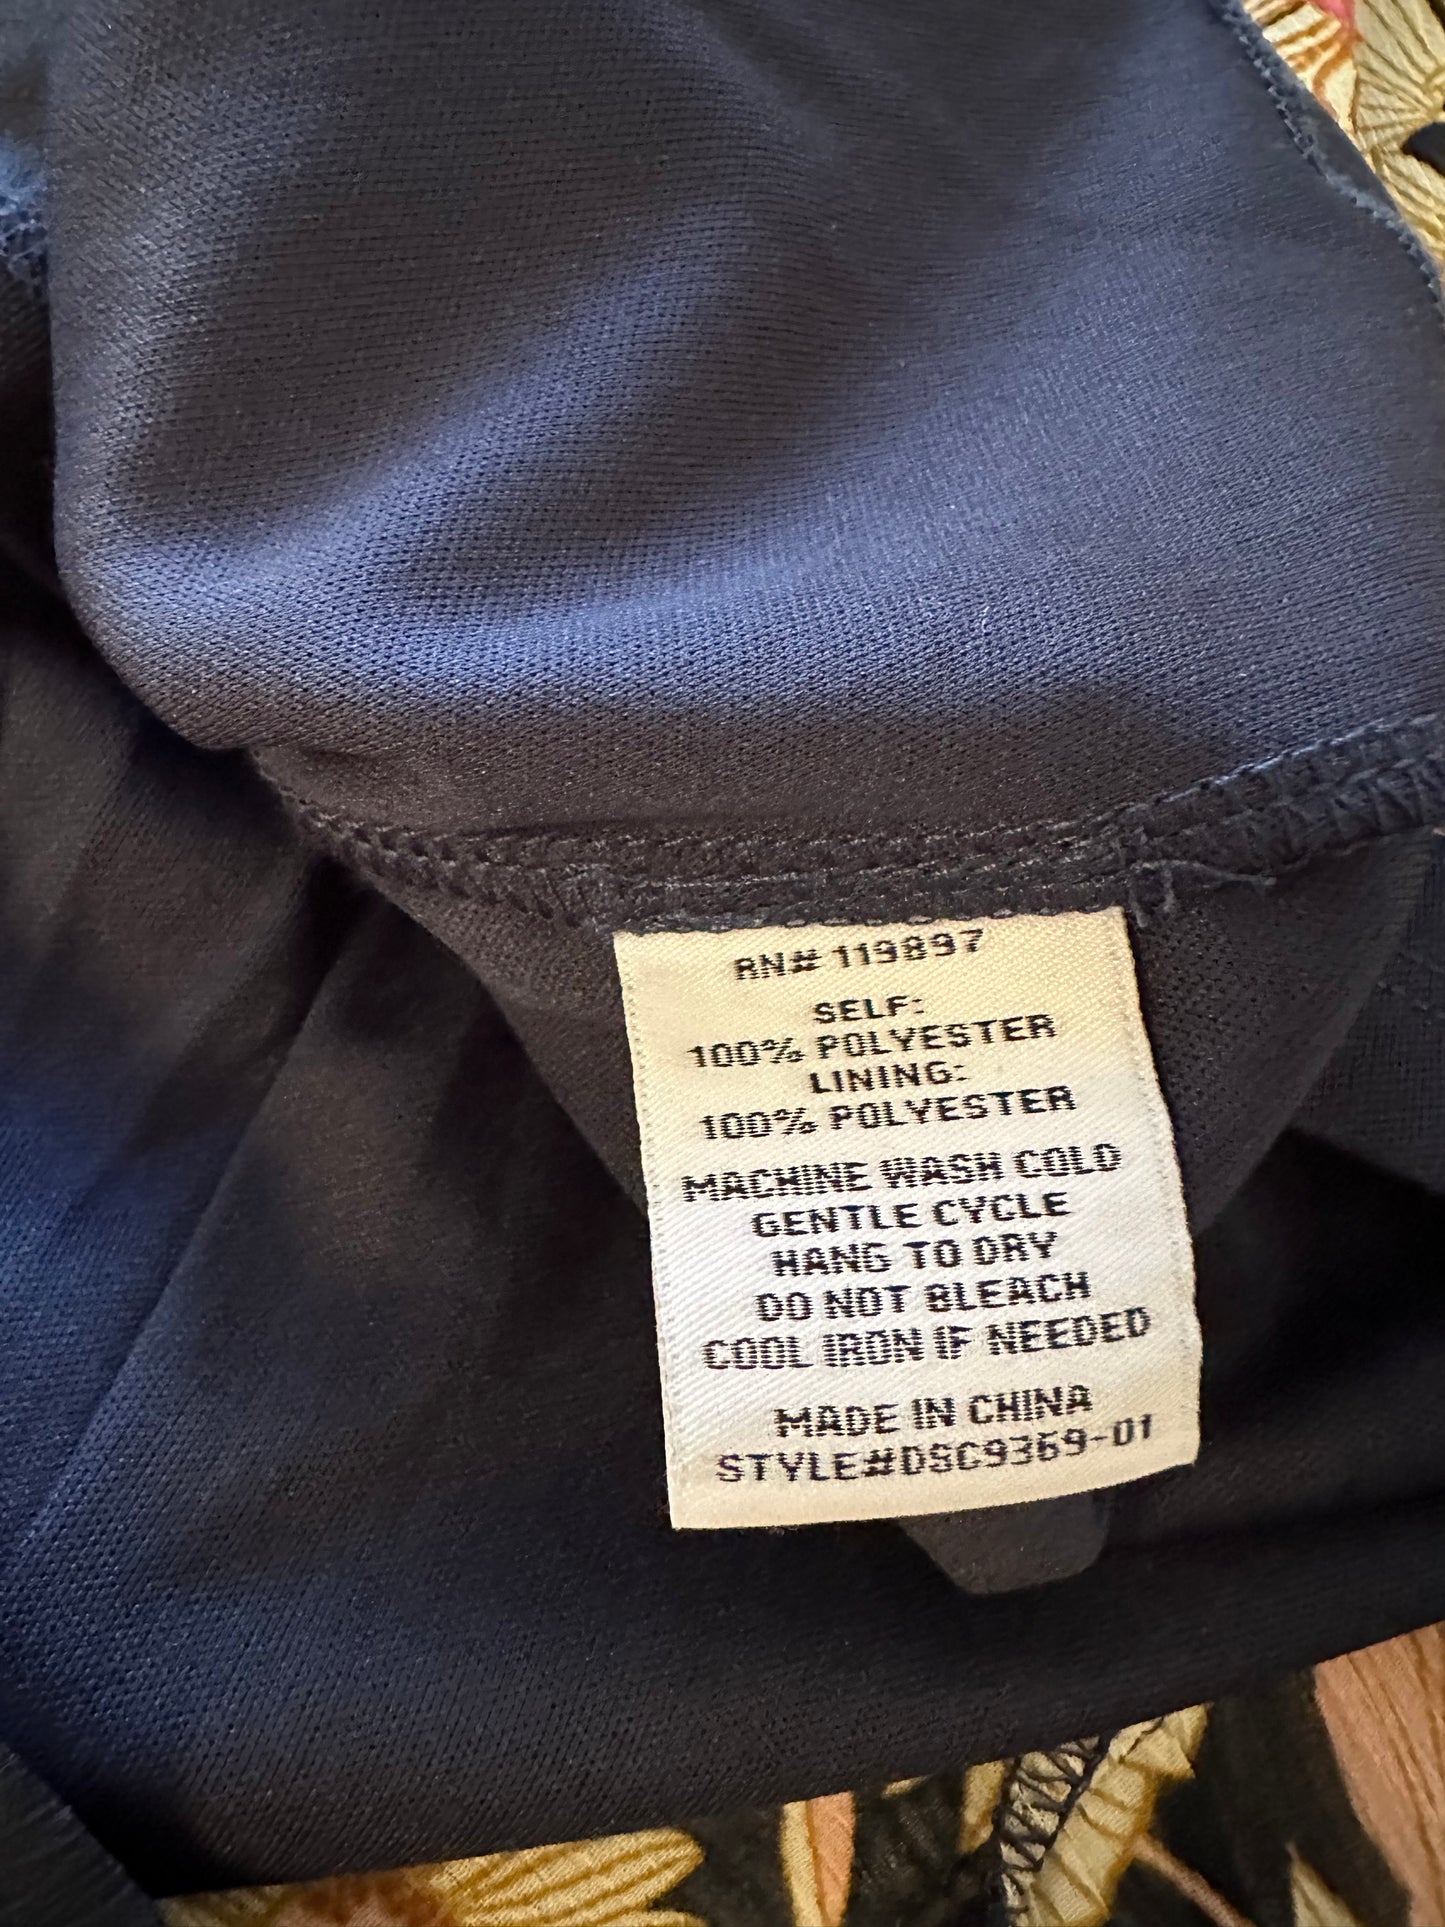 RN# 119897
SELF:
100% POLYESTER
LINING:
100% POLYESTER
MACHINE WASH COLD
GENTLE CYCLE
HANG TO DRY
DO NOT BLEACH
COOL IRON IF NEEDED
MADE IN CHINA
STYLE#DSC9369-01